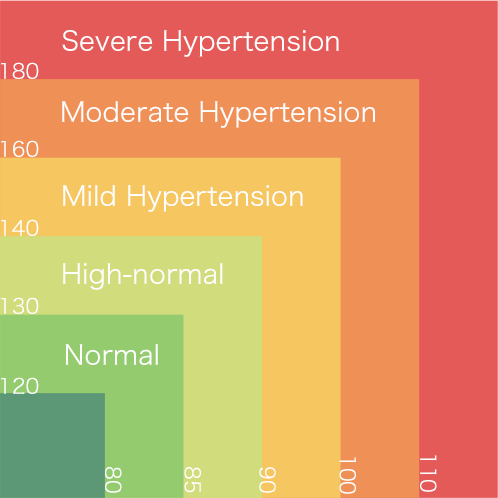 Severe Hypertension
180
Moderate Hypertension
160
Mild Hypertension
140
High-normal
130
Normal
120
80
85
90
100
110